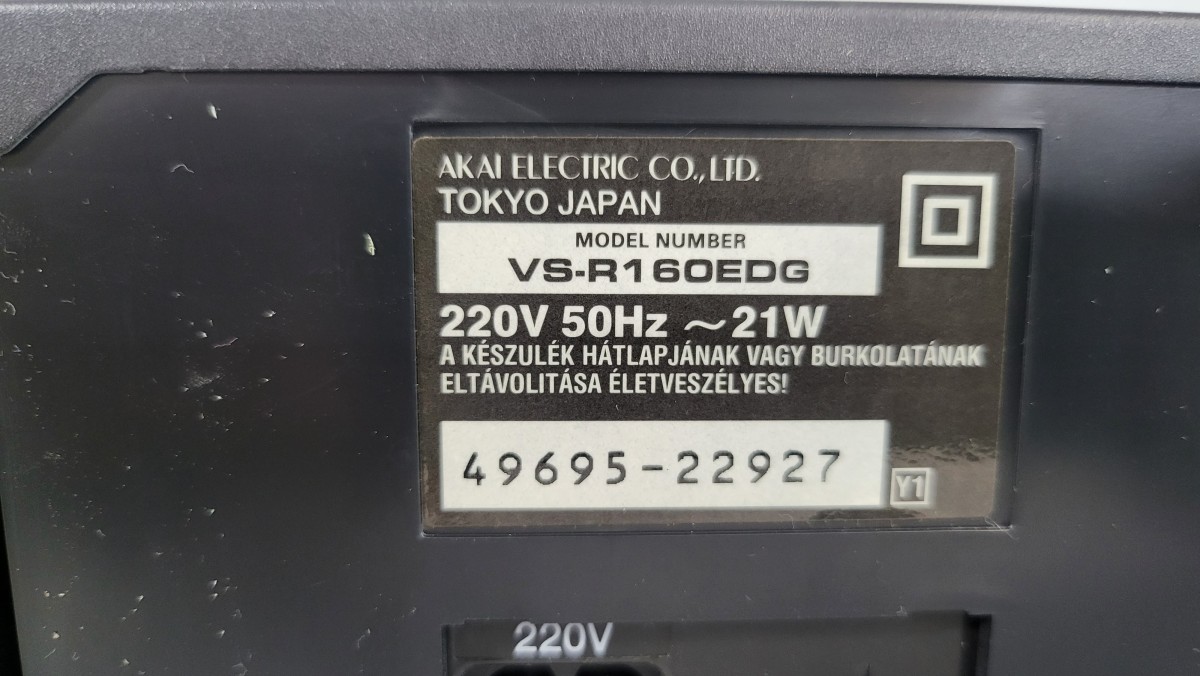 AKAI ELECTRIC CO., LTD.
TOKYO JAPAN
MODEL NUMBER
VS-R160EDG
220V 50Hz ~ 21W
A KÉSZULÉK HÁTLAPJÁNAK VAGY BURKOLATÁNAK
ELTÁVOLITÁSA ÉLETVESZÉLYES!
49695-22927
Y1
220V